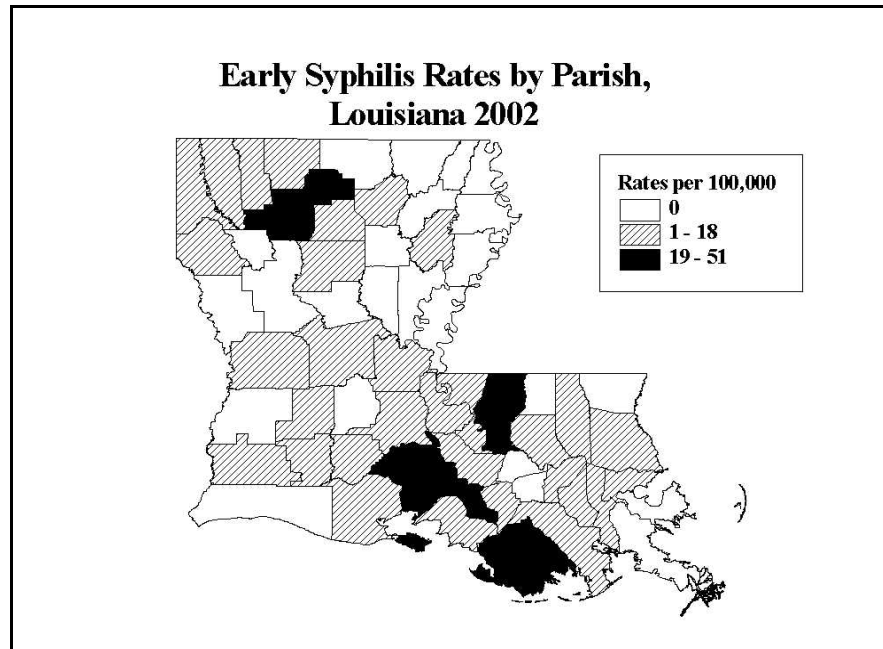 Early Syphilis Rates by Parish,
Louisiana 2002
Rates per 100,000
0
1 - 18
19 - 51